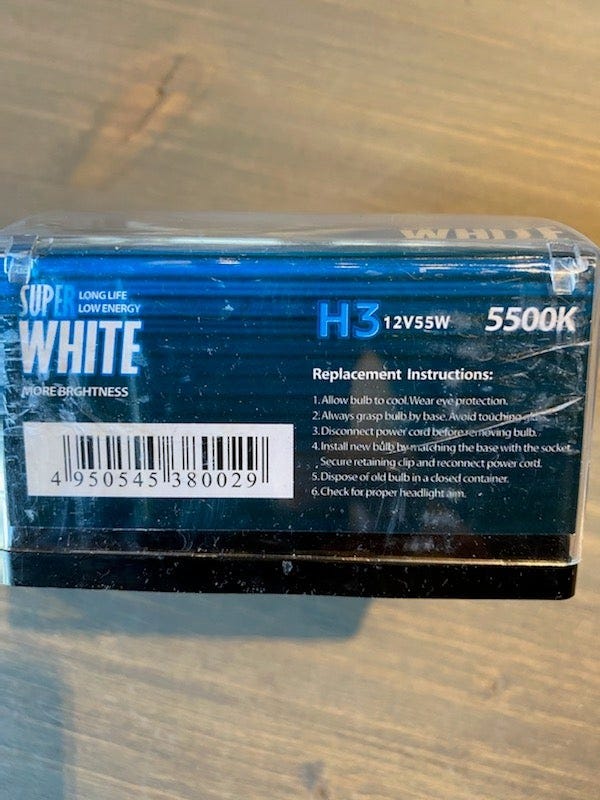 WHITE
SUPER LONG LIFE
LOW ENERGY
WHITE
MORE BRGHTNESS
H3 12V55W 5500K
Replacement Instructions:
1. Allow bulb to cool. Wear eye protection.
2. Always grasp bulb by base. Avoid touching
3. Disconnect power cord before removing bulb.
4. Install new bulb by matching the base with the socket.
Secure retaining clip and reconnect power cord.
5. Dispose of old bulb in a closed container.
6. Check for proper headlight aim.
4 950545 380029